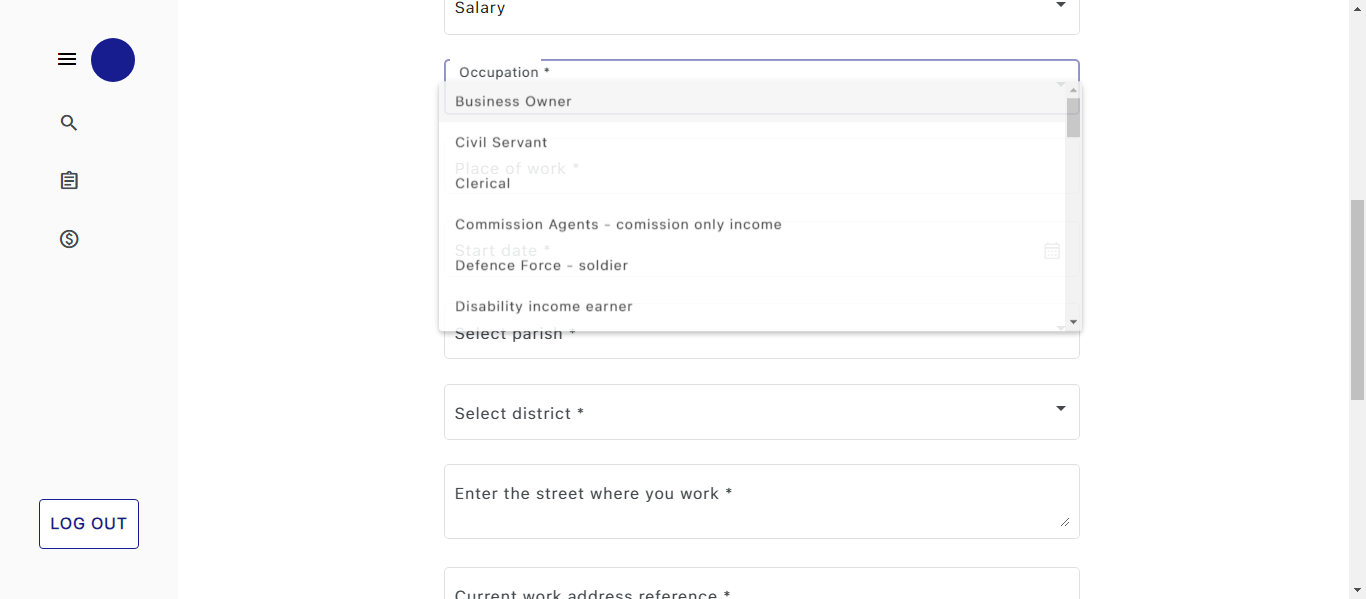 Salary
Occupation *
Business Owner
Civil Servant
Place of work *
Clerical
Commission Agents - comission only income
Start date *
Defence Force - soldier
Disability income earner
Select parish *
Select district *
Enter the street where you work *
LOG OUT
Current work address reference *